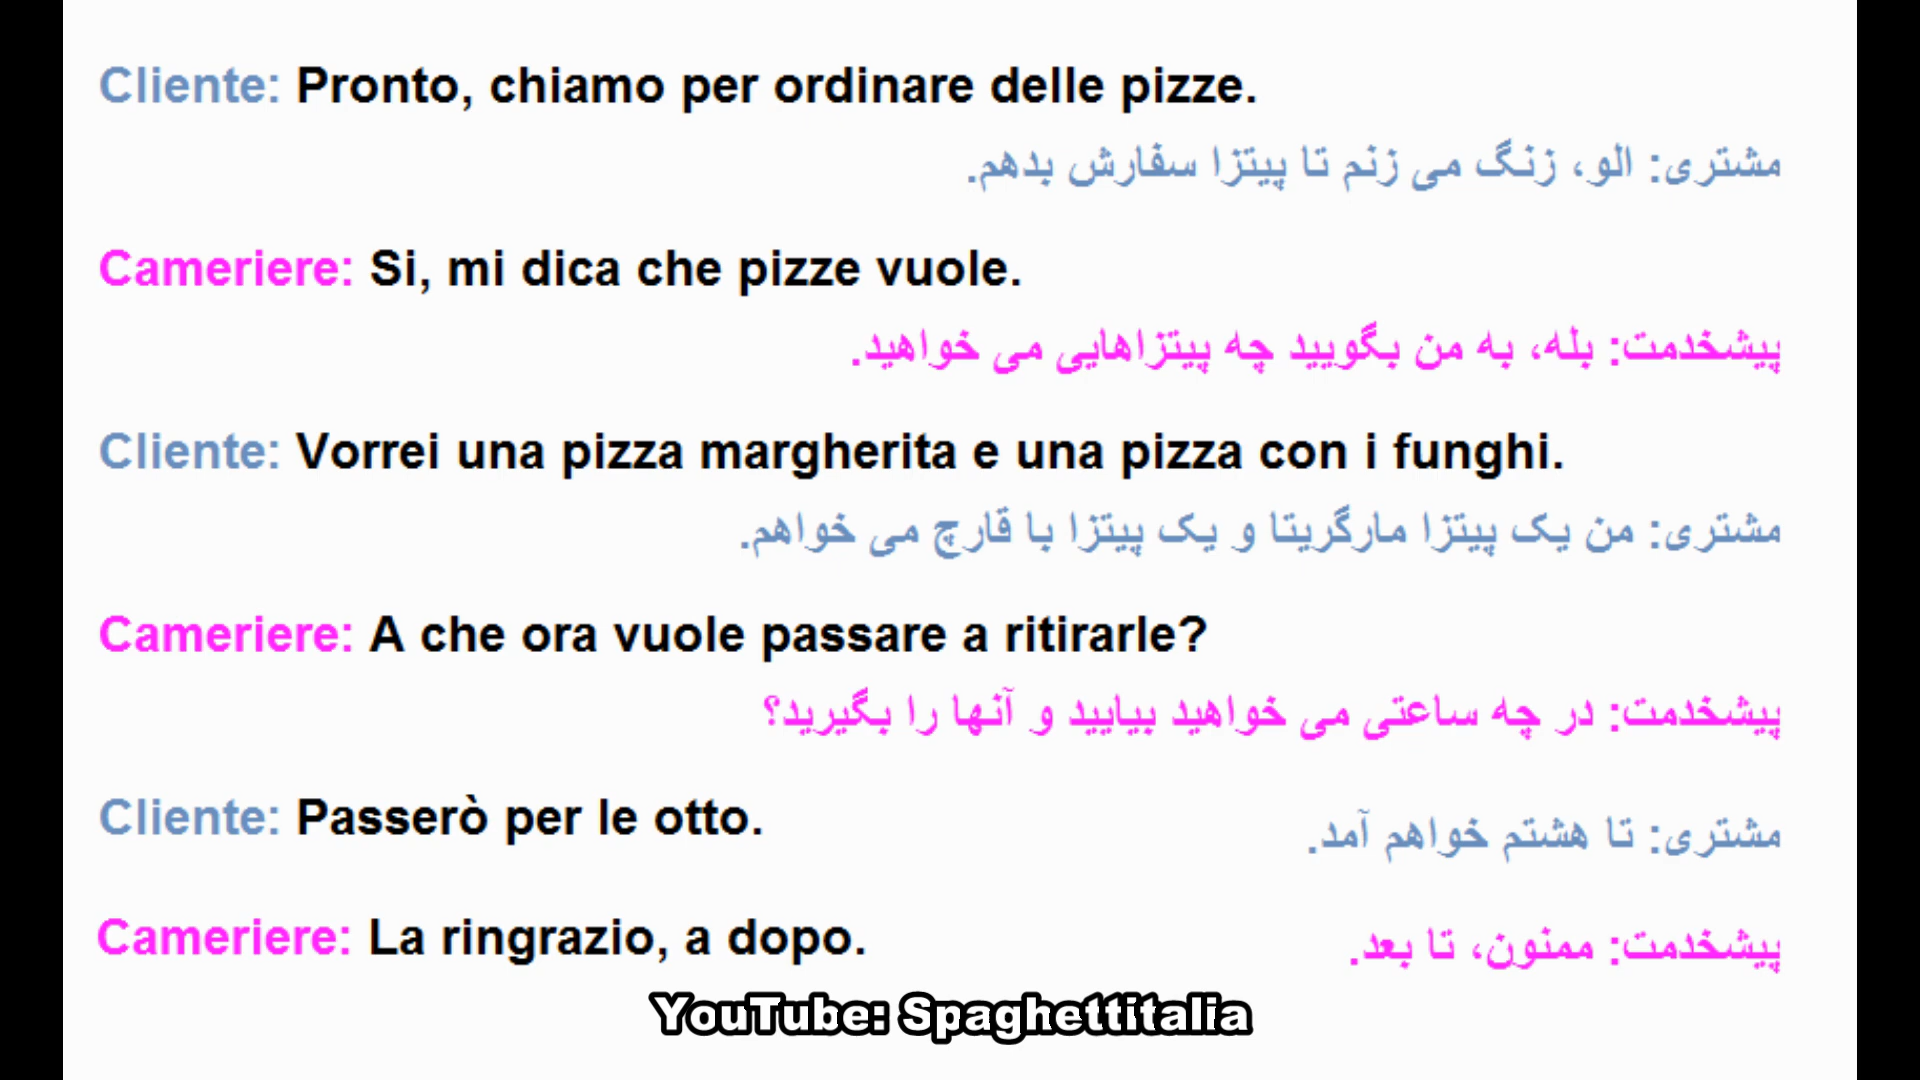 Cliente: Pronto, chiamo per ordinare delle pizze.
مشتری: الو، زنگ می زنم تا پیتزا سفارش بدهم.
Cameriere: Si, mi dica che pizze vuole.
پیشخدمت: بله، به من بگویید چه پیتزاهایی می خواهید.
Cliente: Vorrei una pizza margherita e una pizza con i funghi.
مشتری: من یک پیتزا مارگریتا و یک پیتزا با قارچ می خواهم.
Cameriere: A che ora vuole passare a ritirarle?
پیشخدمت: در چه ساعتی می خواهید بیایید و آنها را بگیرید؟
Cliente: Passerò per le otto.
مشتری: تا هشتم خواهم آمد.
Cameriere: La ringrazio, a dopo.
پیشخدمت: ممنون، تا بعد.
YouTube: Spaghettitalia